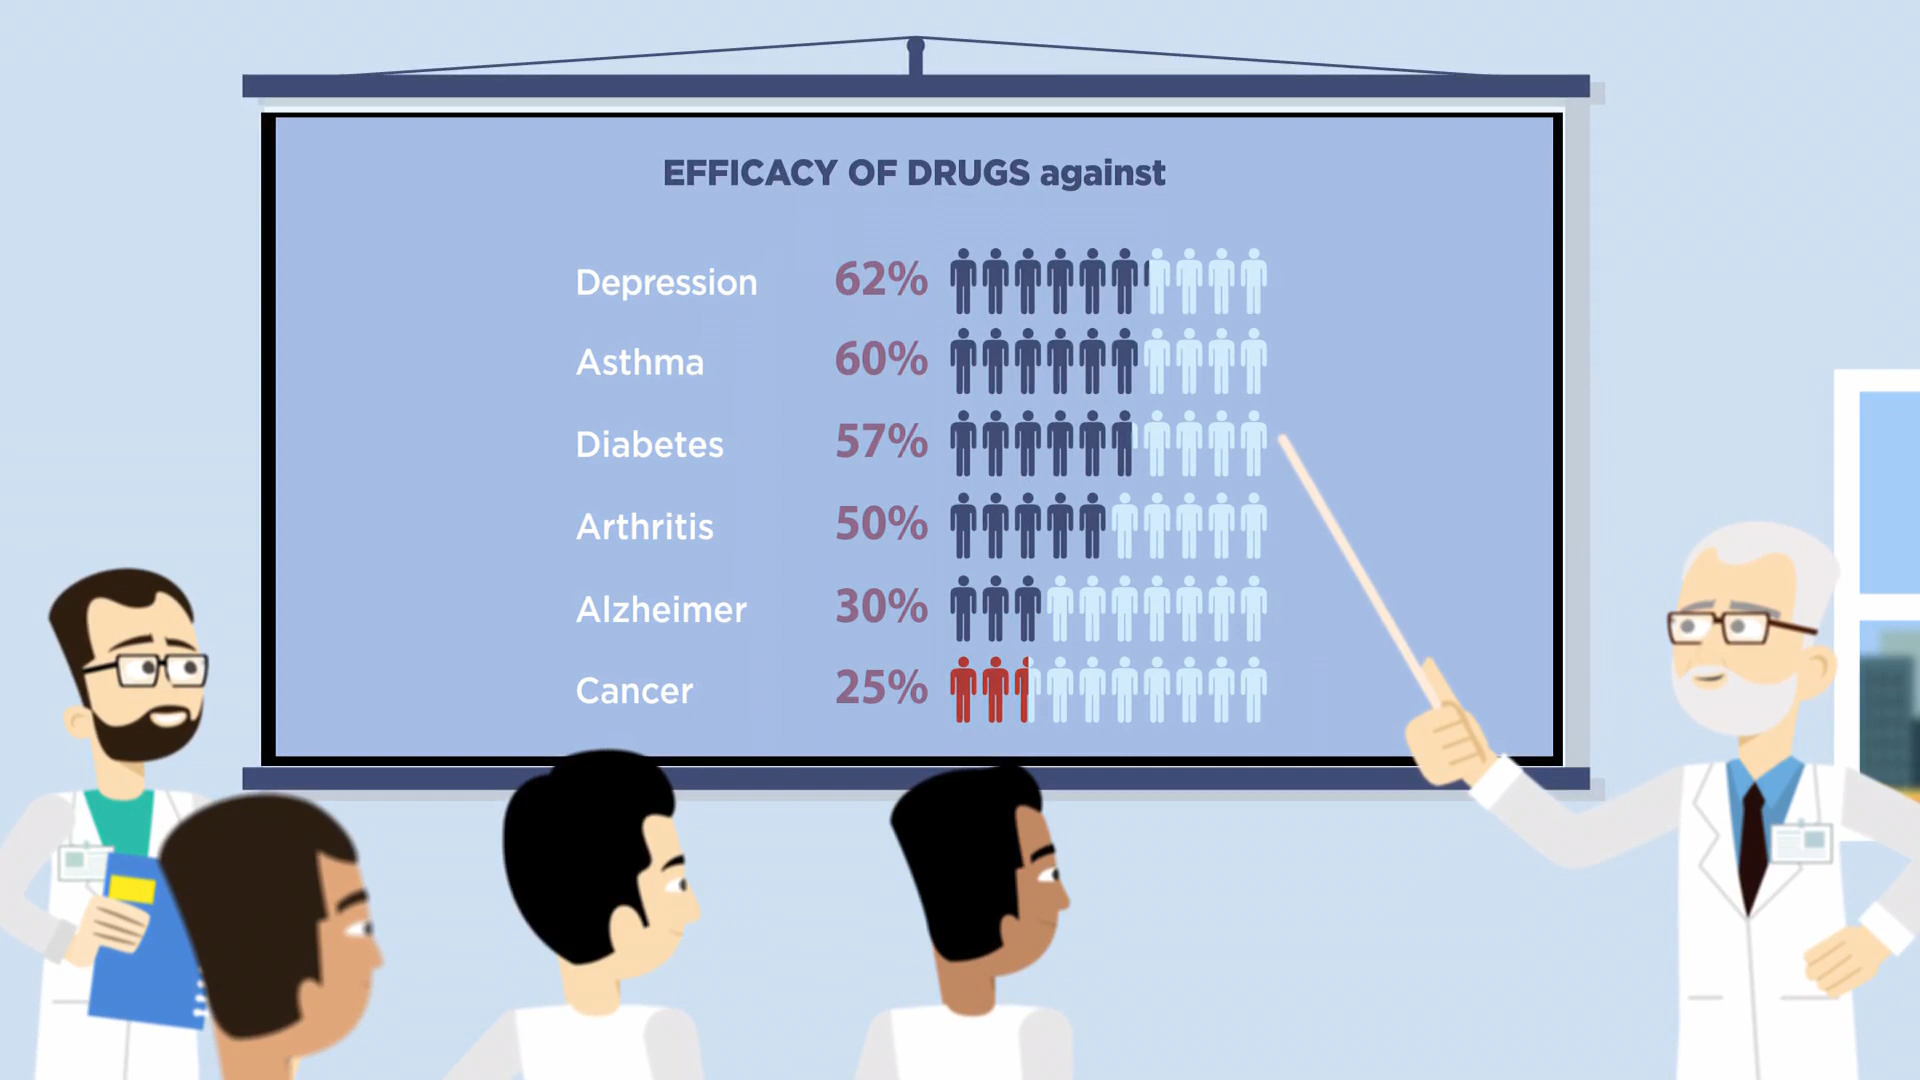 EFFICACY OF DRUGS against
Depression 62%
Asthma 60%
Diabetes 57%
Arthritis 50%
Alzheimer 30%
Cancer 25%